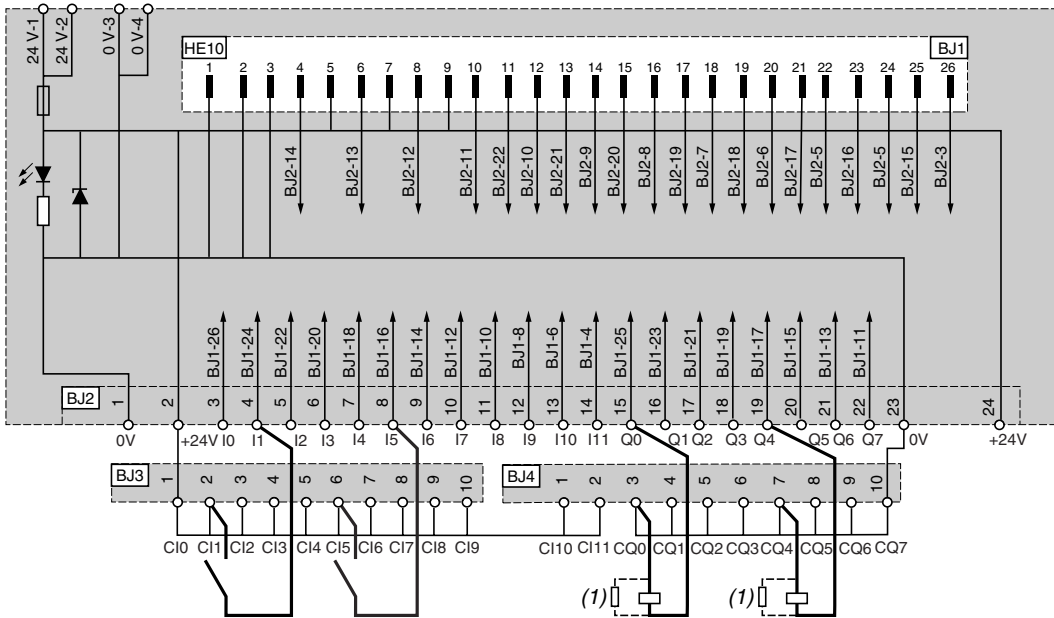 24 V-1 24 V-2 0 V-3 0 V-4
HE10 BJ1
1 2 3 4 5 6 7 8 9 10 11 12 13 14 15 16 17 18 19 20 21 22 23 24 25 26
BJ2-14 BJ2-13 BJ2-12 BJ2-11 BJ2-22 BJ2-10 BJ2-21 BJ2-9 BJ2-20 BJ2-8 BJ2-19 BJ2-7 BJ2-18 BJ2-6 BJ2-17 BJ2-5 BJ2-16 BJ2-5 BJ2-15 BJ2-3
BJ1-26 BJ1-24 BJ1-22 BJ1-20 BJ1-18 BJ1-16 BJ1-14 BJ1-12 BJ1-10 BJ1-8 BJ1-6 BJ1-4 BJ1-25 BJ1-23 BJ1-21 BJ1-19 BJ1-17 BJ1-15 BJ1-13 BJ1-11
BJ2 1 2 3 4 5 6 7 8 9 10 11 12 13 14 15 16 17 18 19 20 21 22 23 24
0V +24V I0 I1 I2 I3 I4 I5 I6 I7 I8 I9 I10 I11 Q0 Q1 Q2 Q3 Q4 Q5 Q6 Q7 0V +24V
BJ3 1 2 3 4 5 6 7 8 9 10 BJ4 1 2 3 4 5 6 7 8 9 10
CI0 CI1 CI2 CI3 CI4 CI5 CI6 CI7 CI8 CI9 CI10 CI11 CQ0 CQ1 CQ2 CQ3 CQ4 CQ5 CQ6 CQ7
(1) (1)